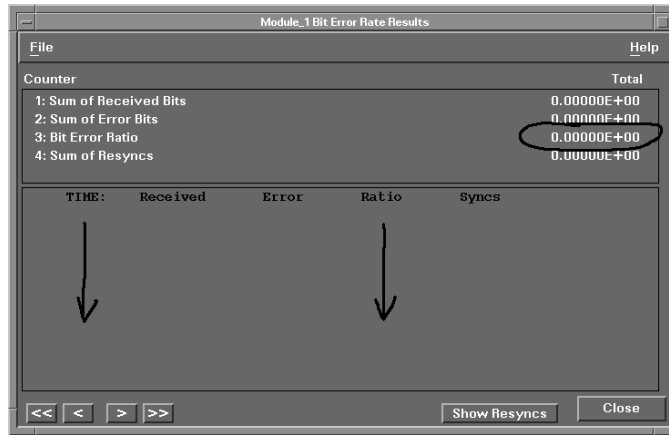 Module_1 Bit Error Rate Results
File Help
Counter Total
1: Sum of Received Bits 0.00000E+00
2: Sum of Error Bits 0.00000E+00
3: Bit Error Ratio 0.00000E+00
4: Sum of Resyncs 0.00000E+00
TIME: Received Error Ratio Syncs
<< < > >> Show Resyncs Close